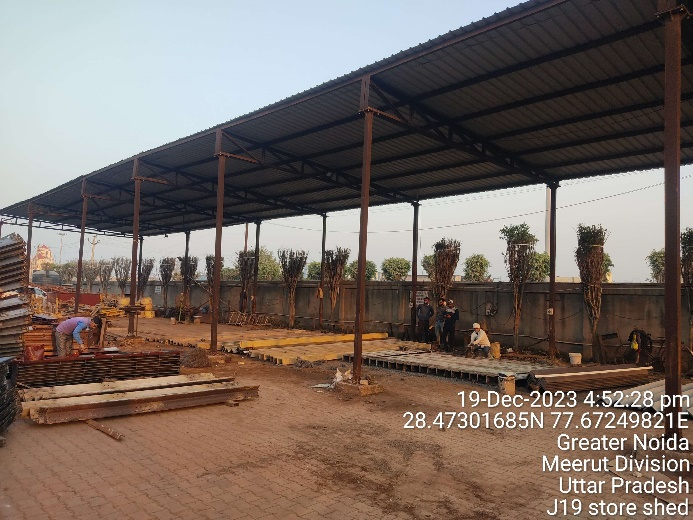 19-Dec-2023 4:52:28 pm
28.47301685N 77.67249821E
Greater Noida
Meerut Division
Uttar Pradesh
J19 store shed